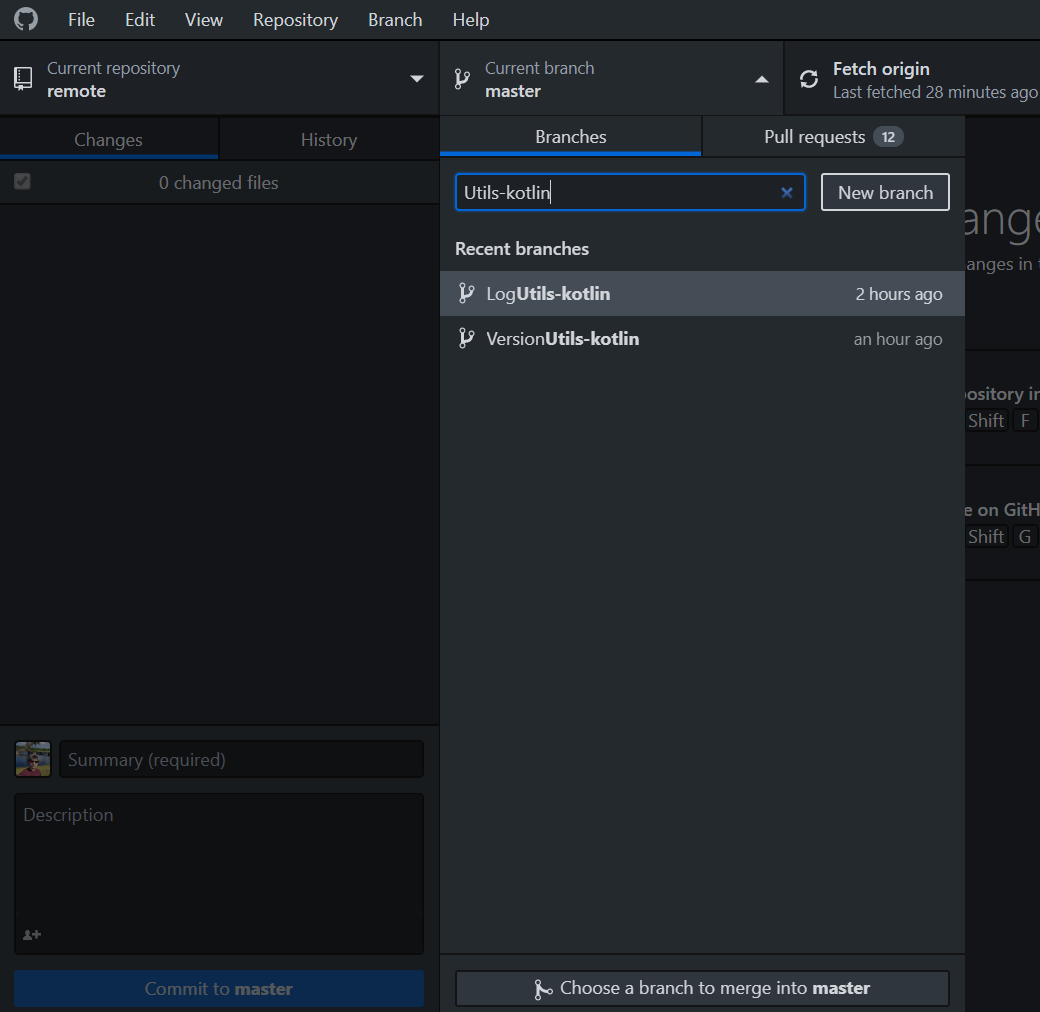 File Edit View Repository Branch Help
Current repository
remote
Current branch
master
Fetch origin
Last fetched 28 minutes ago
Changes
History
Branches
Pull requests 12
0 changed files
Utils-kotlin
New branch
Recent branches
LogUtils-kotlin 2 hours ago
VersionUtils-kotlin an hour ago
ange
anges in
ository in
Shift F
e on GitH
Shift G
Summary (required)
Description
Commit to master
Choose a branch to merge into master